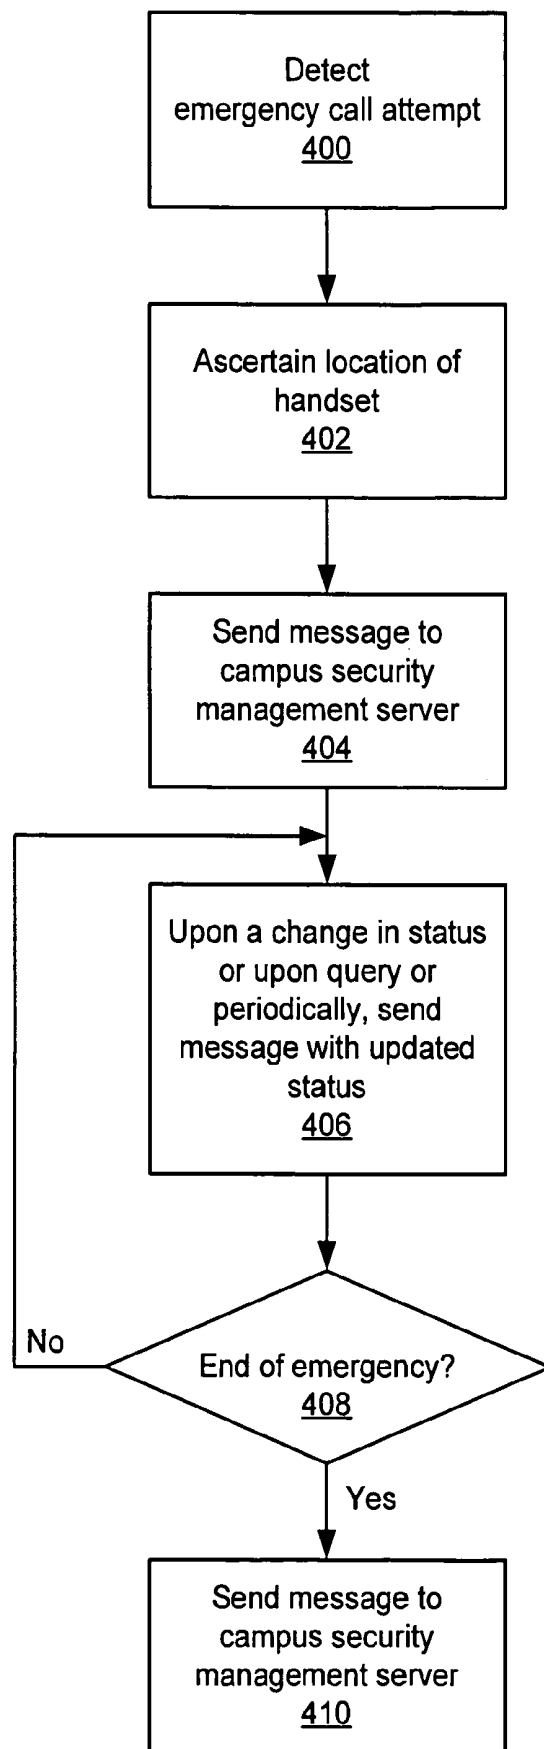 Detect
emergency call attempt
400
Ascertain location of
handset
402
Send message to
campus security
management server
404
Upon a change in status
or upon query or
periodically, send
message with updated
status
406
No
End of emergency?
408
Yes
Send message to
campus security
management server
410